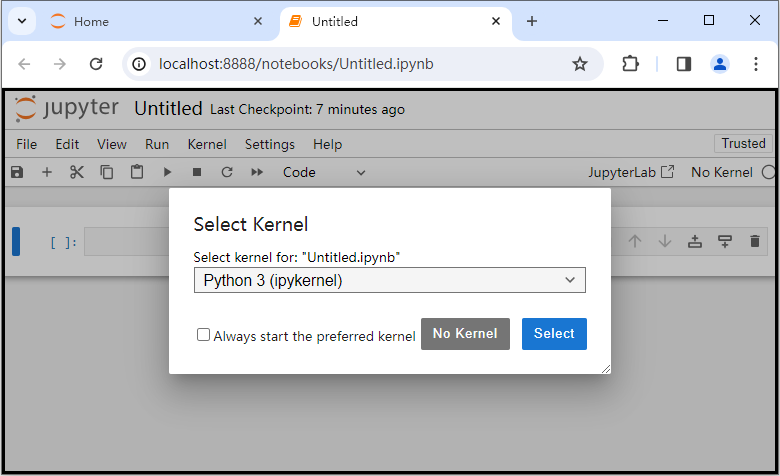 Home
Untitled
localhost:8888/notebooks/Untitled.ipynb
jupyter Untitled Last Checkpoint: 7 minutes ago
File Edit View Run Kernel Settings Help Trusted
Code JupyterLab No Kernel
Select Kernel
Select kernel for: "Untitled.ipynb"
[ ]:
Python 3 (ipykernel)
Always start the preferred kernel No Kernel Select